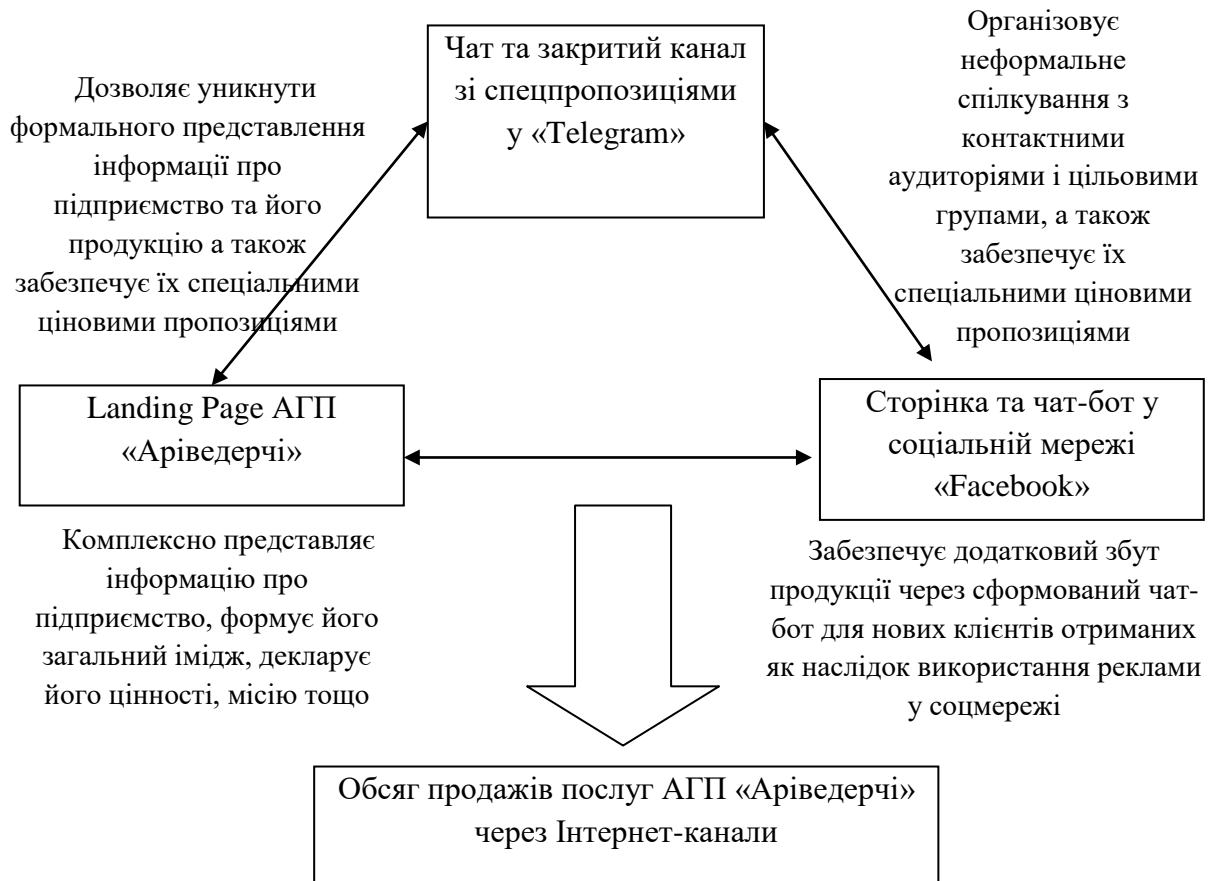 Чат та закритий канал
зі спецпропозиціями
у «Telegram»
Дозволяє уникнути
формального представлення
інформації про
підприємство та його
продукцію а також
забезпечує їх спеціальними
ціновими пропозиціями
Організовує
неформальне
спілкування з
контактними
аудиторіями і цільовими
групами, а також
забезпечує їх
спеціальними ціновими
пропозиціями
Landing Page АГП
«Аріведерчі»
Сторінка та чат-бот у
соціальній мережі
«Facebook»
Комплексно представляє
інформацію про
підприємство, формує його
загальний імідж, декларує
його цінності, місію тощо
Забезпечує додатковий збут
продукції через сформований чат-
бот для нових клієнтів отриманих
як наслідок використання реклами
у соцмережі
Обсяг продажів послуг АГП «Аріведерчі»
через Інтернет-канали